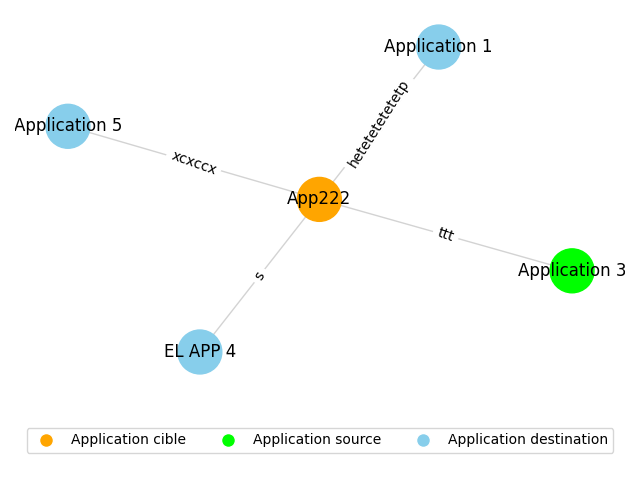 Application 1
hetetetetetetp
Application 5
xcxccx
App222
ttt
Application 3
s
EL APP 4
Application cible
Application source
Application destination